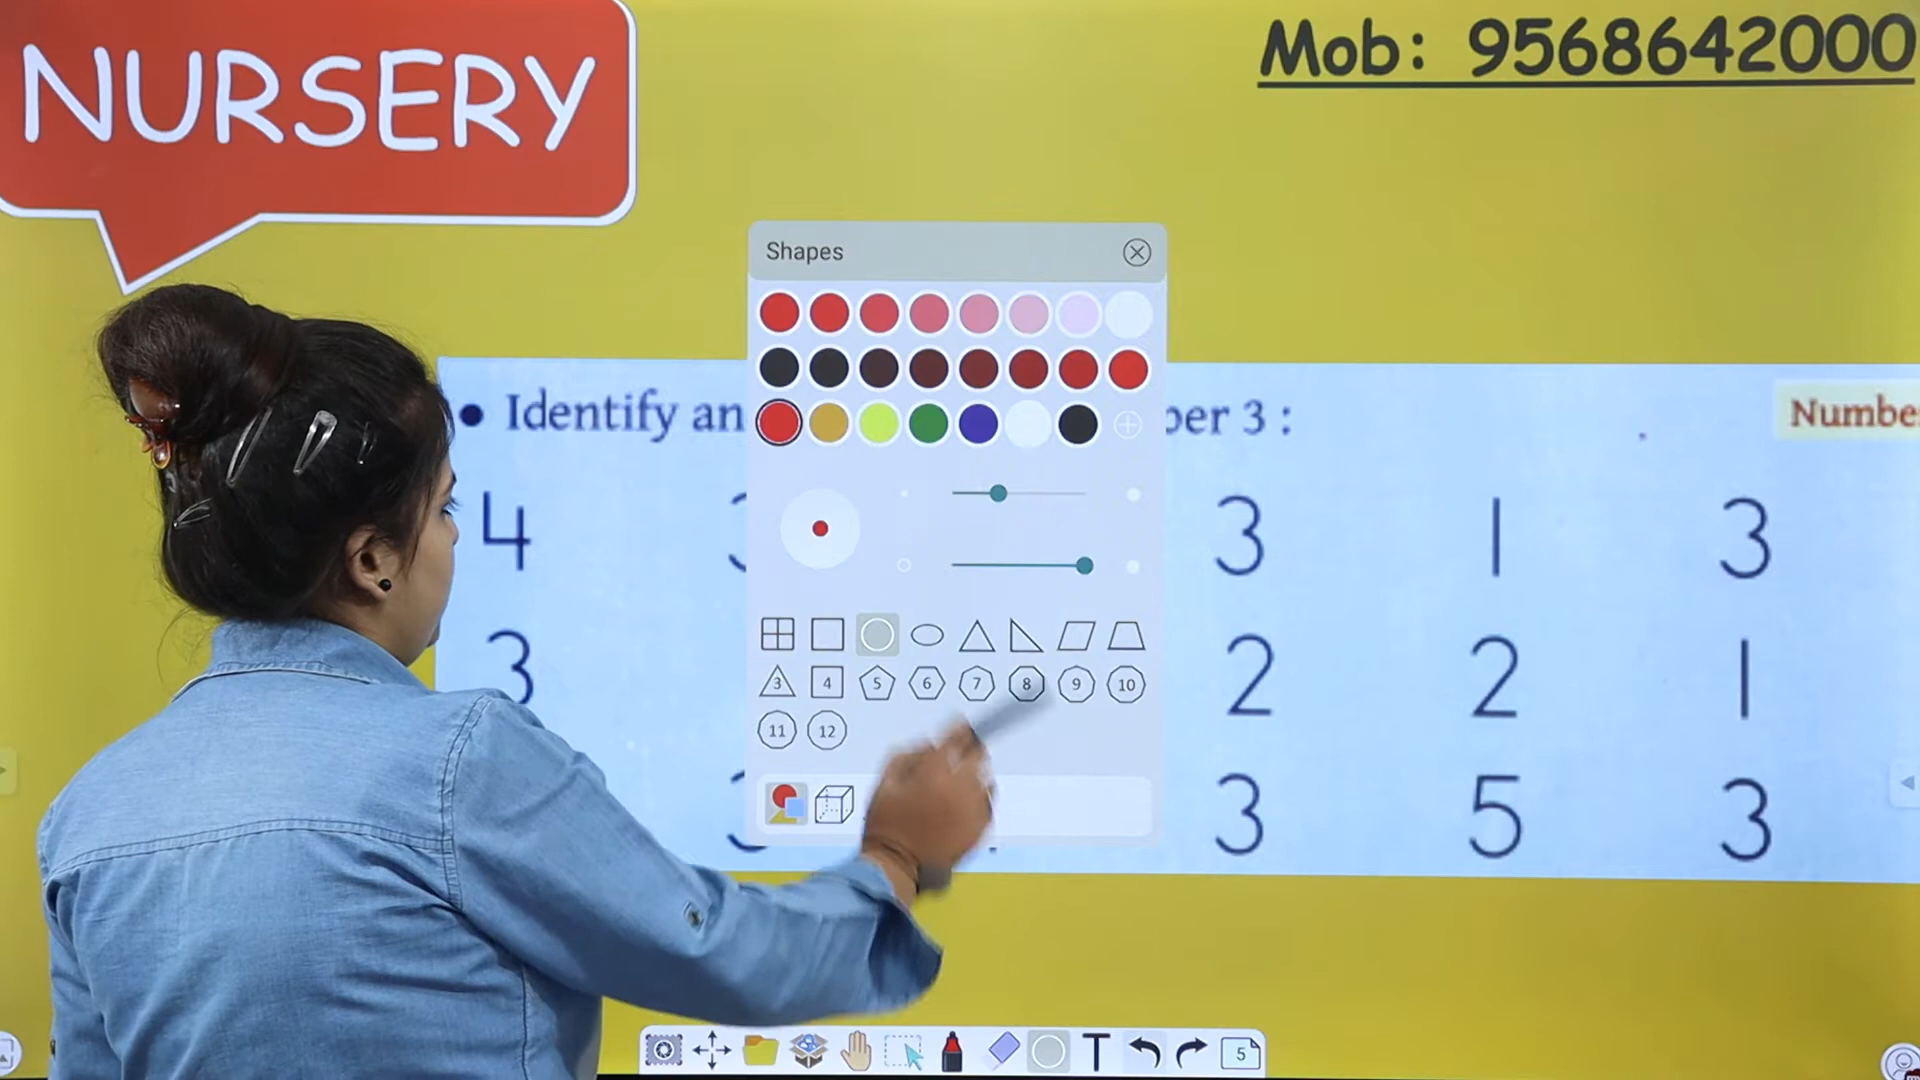 NURSERY
Mob: 9568642000
Shapes
• Identify an
ber 3 :
Numbe
4 3 1 3
3 2 2 1
3 5 3
3 4 5 6 7 8 9 10
11 12
T
5